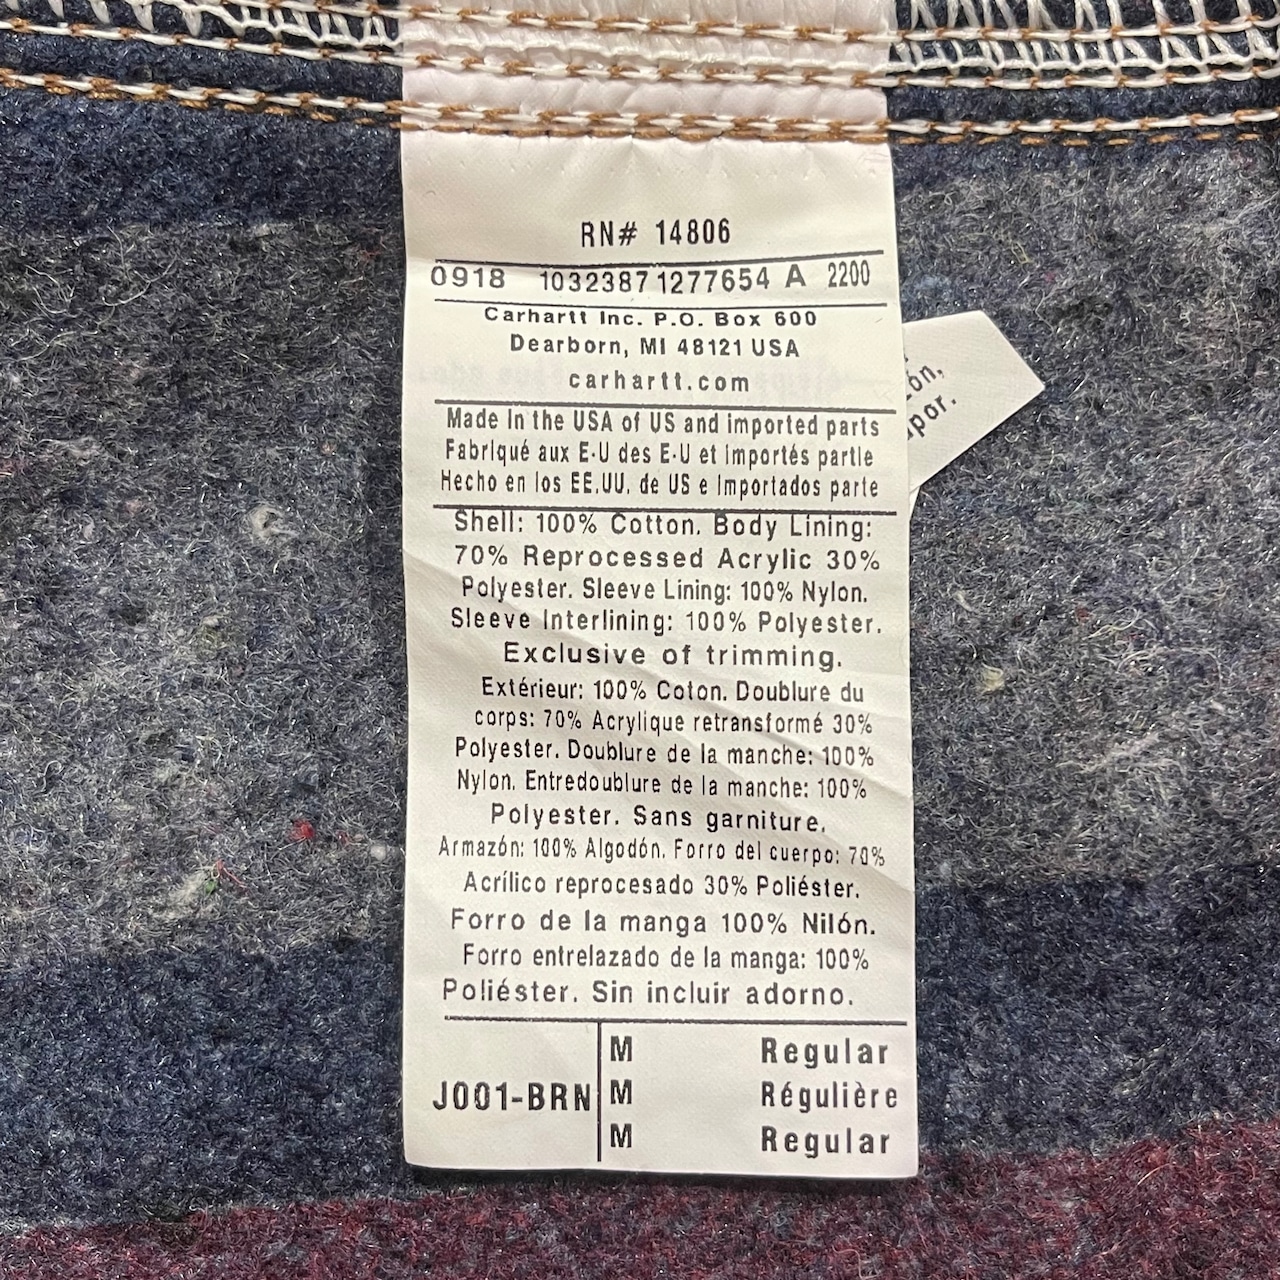 RN# 14806
0918 1032387 1277654 A 2200
Carhartt Inc. P.O. Box 600
Dearborn, MI 48121 USA
carhartt.com
Made in the USA of US and imported parts
Fabriqué aux E-U des E-U et importés partie
Hecho en los EE.UU. de US e Importados parte
Shell: 100% Cotton. Body Lining:
70% Reprocessed Acrylic 30%
Polyester. Sleeve Lining: 100% Nylon.
Sleeve Interlining: 100% Polyester.
Exclusive of trimming.
Extérieur: 100% Coton. Doublure du
corps: 70% Acrylique retransformé 30%
Polyester. Doublure de la manche: 100%
Nylon. Entredoublure de la manche: 100%
Polyester. Sans garniture.
Armazón: 100% Algodón. Forro del cuerpo: 70%
Acrílico reprocesado 30% Poliéster.
Forro de la manga 100% Nilón.
Forro entrelazado de la manga: 100%
Poliéster. Sin incluir adorno.
M Regular
J001-BRN M Régulière
M Regular